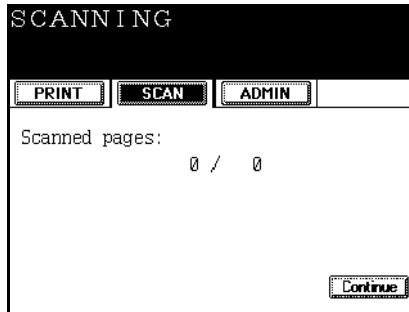 SCANNING
PRINT SCAN ADMIN
Scanned pages:
0 / 0
Continue